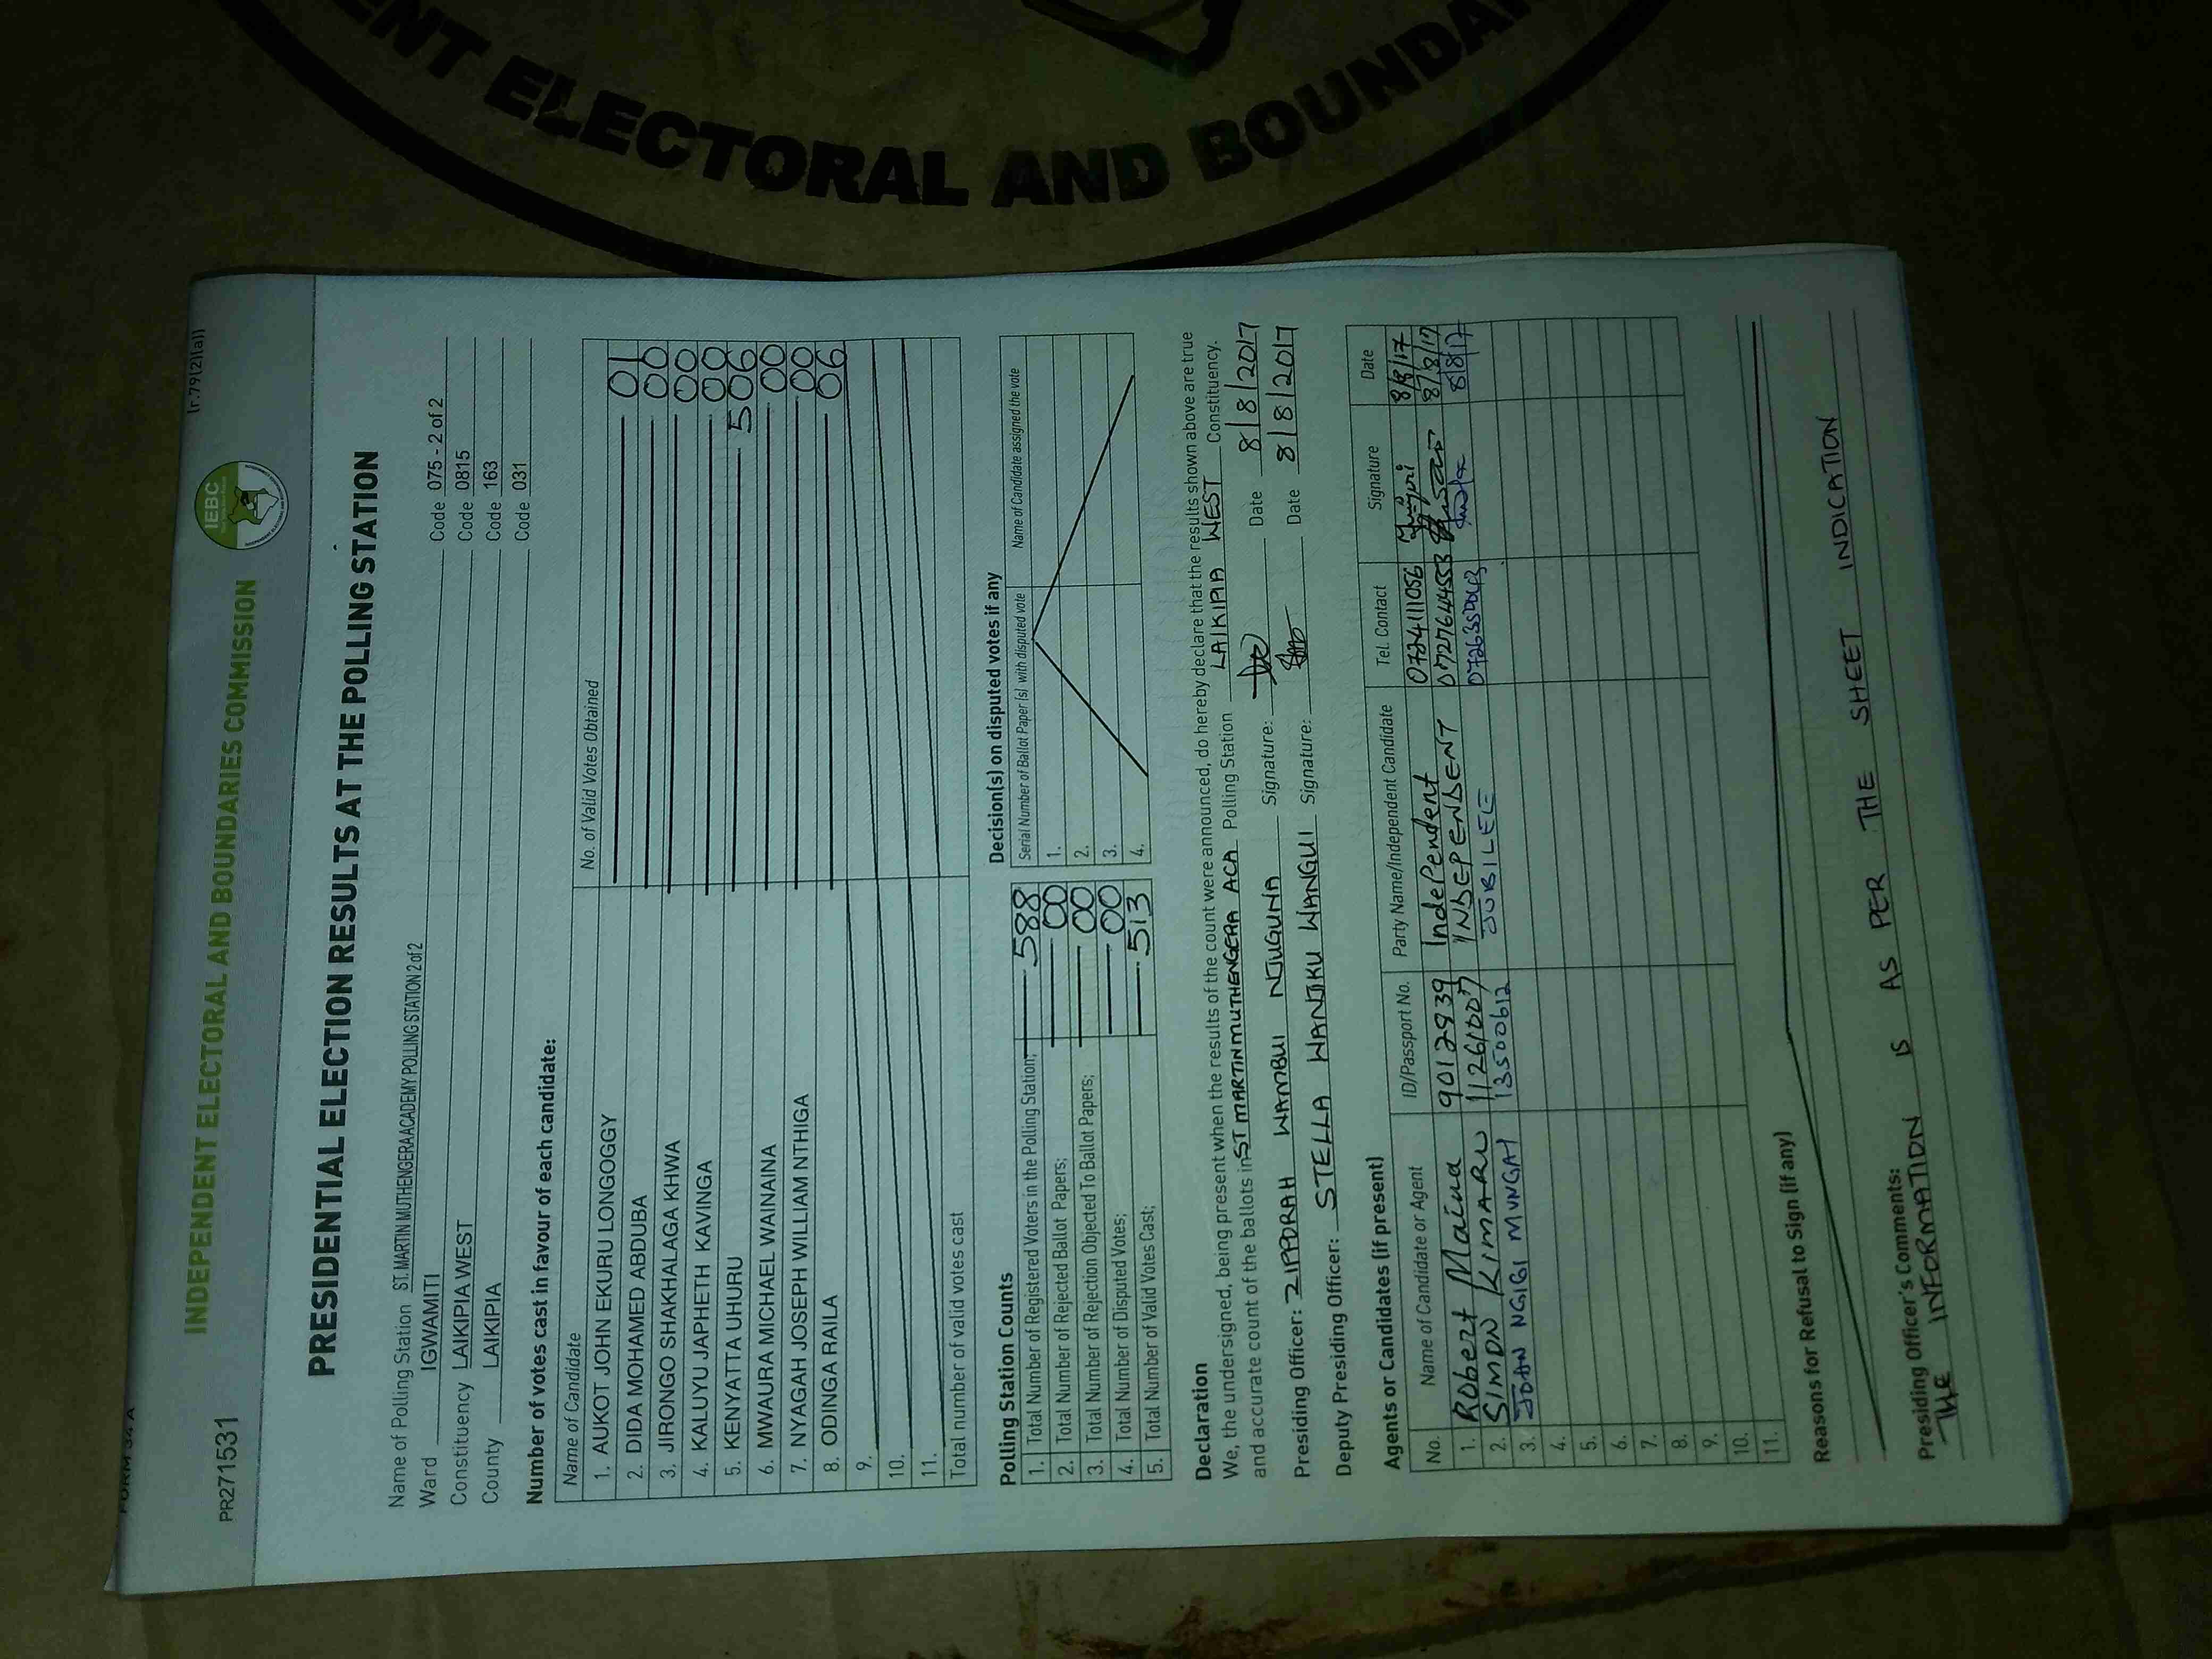 ENT ELECTORAL AND BOUNDAR
FORM 34 A
(r.79(2)(a))
PR271531
INDEPENDENT ELECTORAL AND BOUNDARIES COMMISSION
IEBC
PRESIDENTIAL ELECTION RESULTS AT THE POLLING STATION
Name of Polling Station ST. MARTIN MUTHENGERA ACADEMY POLLING STATION 2 of 2 Code 075 - 2 of 2
Ward IGWAMITI Code 0815
Constituency LAIKIPIA WEST Code 163
County LAIKIPIA Code 031
Number of votes cast in favour of each candidate:
Name of Candidate No. of Valid Votes Obtained
1. AUKOT JOHN EKURU LONGOGGY 01
2. DIDA MOHAMED ABDUBA 00
3. JIRONGO SHAKHALAGA KHWA 00
4. KALUYU JAPHETH KAVINGA 00
5. KENYATTA UHURU 506
6. MWAURA MICHAEL WAINAINA 00
7. NYAGAH JOSEPH WILLIAM NTHIGA 00
8. ODINGA RAILA 06
9.
10.
11.
Total number of valid votes cast
Polling Station Counts
1. Total Number of Registered Voters in the Polling Station; 588
2. Total Number of Rejected Ballot Papers; 00
3. Total Number of Rejection Objected To Ballot Papers; 00
4. Total Number of Disputed Votes; 00
5. Total Number of Valid Votes Cast; 513
Decision(s) on disputed votes if any
Serial Number of Ballot Paper (s) with disputed vote Name of Candidate assigned the vote
1.
2.
3.
4.
Declaration
We, the undersigned, being present when the results of the count were announced, do hereby declare that the results shown above are true
and accurate count of the ballots in ST MARTIN MUTHENGERA ACA Polling Station LAIKIPIA WEST Constituency.
Presiding Officer: ZIPPORAH WAMBUI NJUGUNA Signature: Date 8/8/2017
Deputy Presiding Officer: STELLA WANJIKU WANGUI Signature: Date 8/8/2017
Agents or Candidates (if present)
No. Name of Candidate or Agent ID/Passport No. Party Name/Independent Candidate Tel. Contact Signature Date
1. Robert Maina 9012939 Independent 0724111056 8/8/17
2. SIMON KIMARU INDEPENDENT 0727644553 8/8/17
3. JOHN NGIGI MUNGAI 13500612 JUBILEE 8/8/17
4.
5.
6.
7.
8.
9.
10.
11.
Reasons for Refusal to Sign (if any)
Presiding Officer's Comments:
THE INFORMATION IS AS PER THE SHEET INDICATION